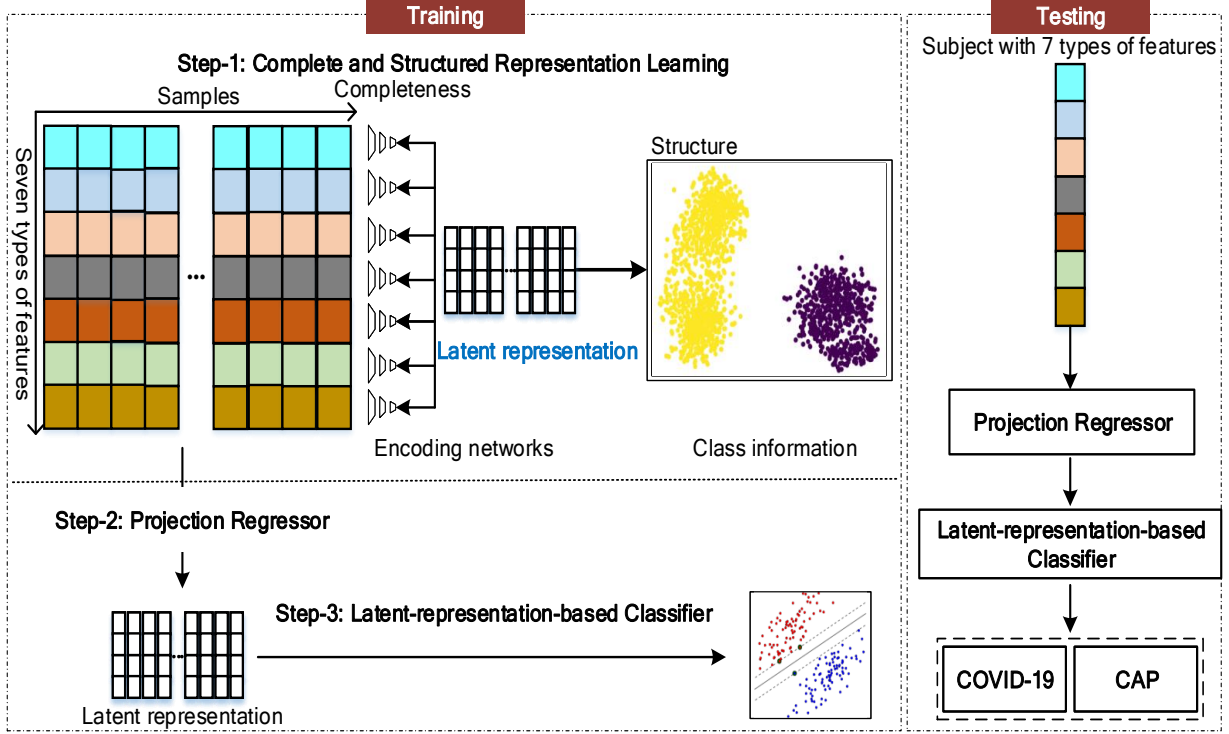 Training
Step-1: Complete and Structured Representation Learning
Samples
Completeness
Seven types of features
...
Structure
...
Latent representation
Encoding networks
Class information
Step-2: Projection Regressor
Step-3: Latent-representation-based Classifier
...
Latent representation
Testing
Subject with 7 types of features
Projection Regressor
Latent-representation-based
Classifier
COVID-19
CAP